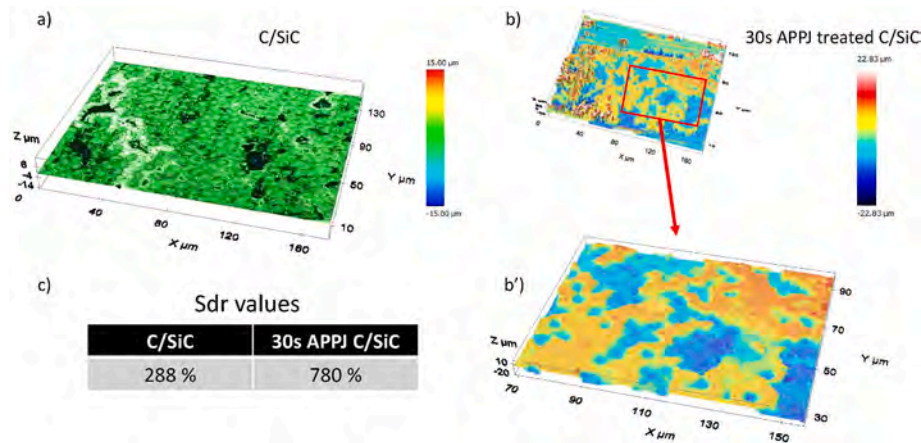 a)
C/SiC
15.00 µm
-15.00 µm
Z µm
-14
0
40
80
120
160
X µm
10
50
90
130
Y µm
b)
30s APPJ treated C/SiC
22.83 µm
-22.83 µm
0
40
80
120
160
X µm
Y µm
c)
Sdr values
C/SiC
30s APPJ C/SiC
288 %
780 %
b')
Z µm
10
-20
70
90
110
130
150
X µm
30
50
70
90
Y µm